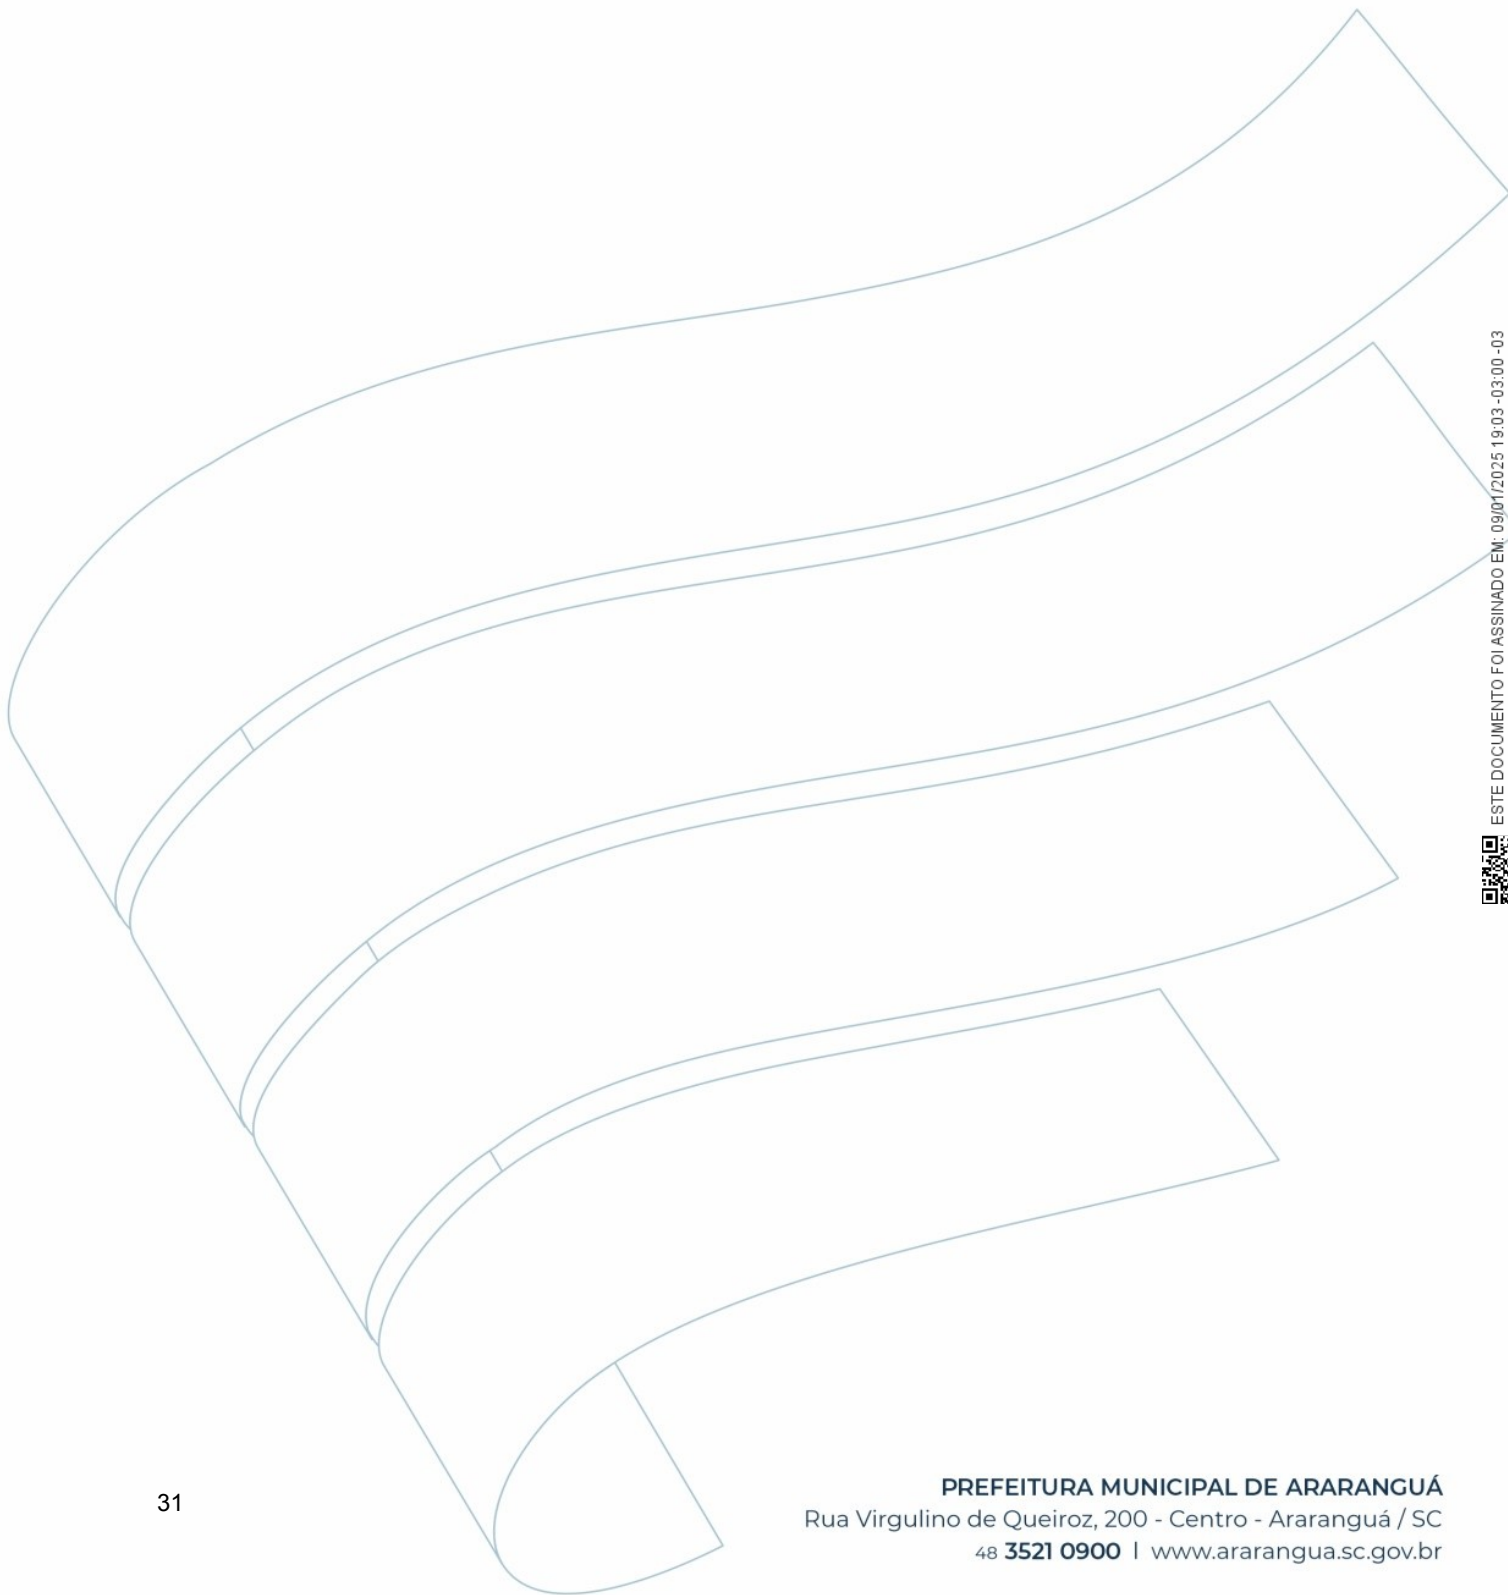 ESTE DOCUMENTO FOI ASSINADO EM: 09/01/2025 19:03 -03:00 -03
31
PREFEITURA MUNICIPAL DE ARARANGUÁ
Rua Virgulino de Queiroz, 200 - Centro - Araranguá / SC
48 3521 0900 | www.ararangua.sc.gov.br